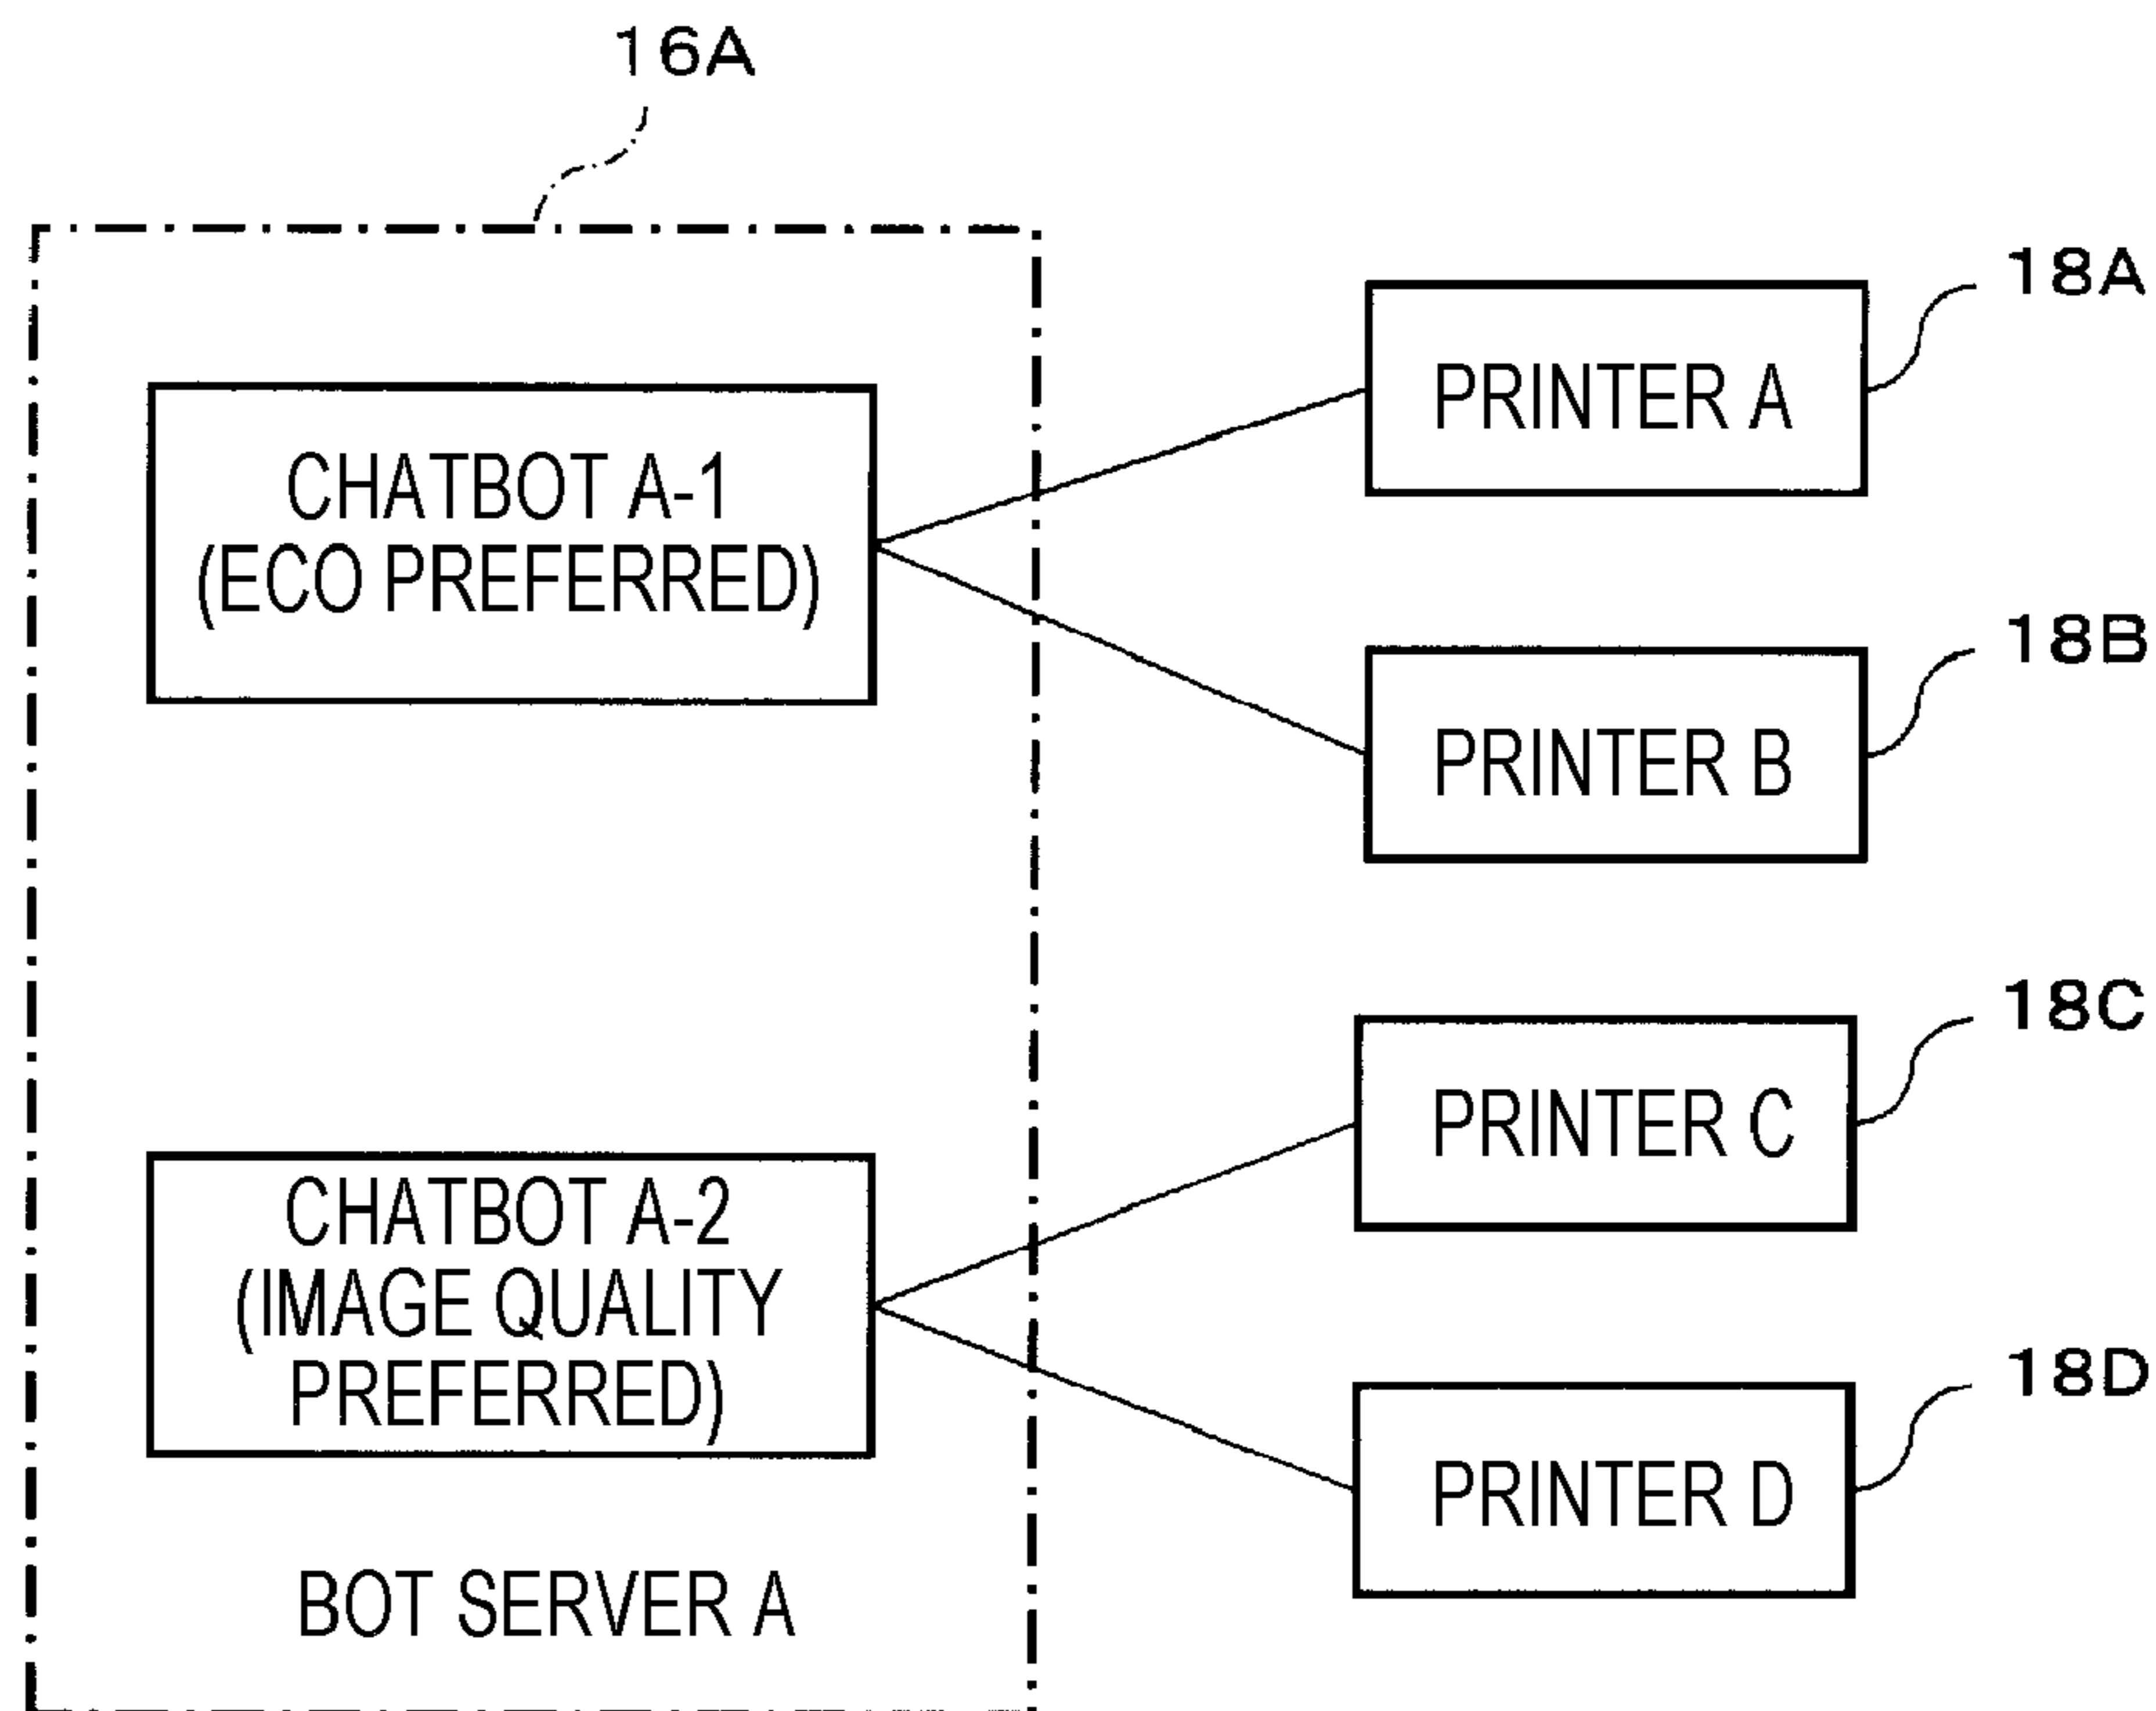 16A
18A
PRINTER A
CHATBOT A-1
(ECO PREFERRED)
18B
PRINTER B
18C
PRINTER C
CHATBOT A-2
(IMAGE QUALITY
PREFERRED)
18D
PRINTER D
BOT SERVER A